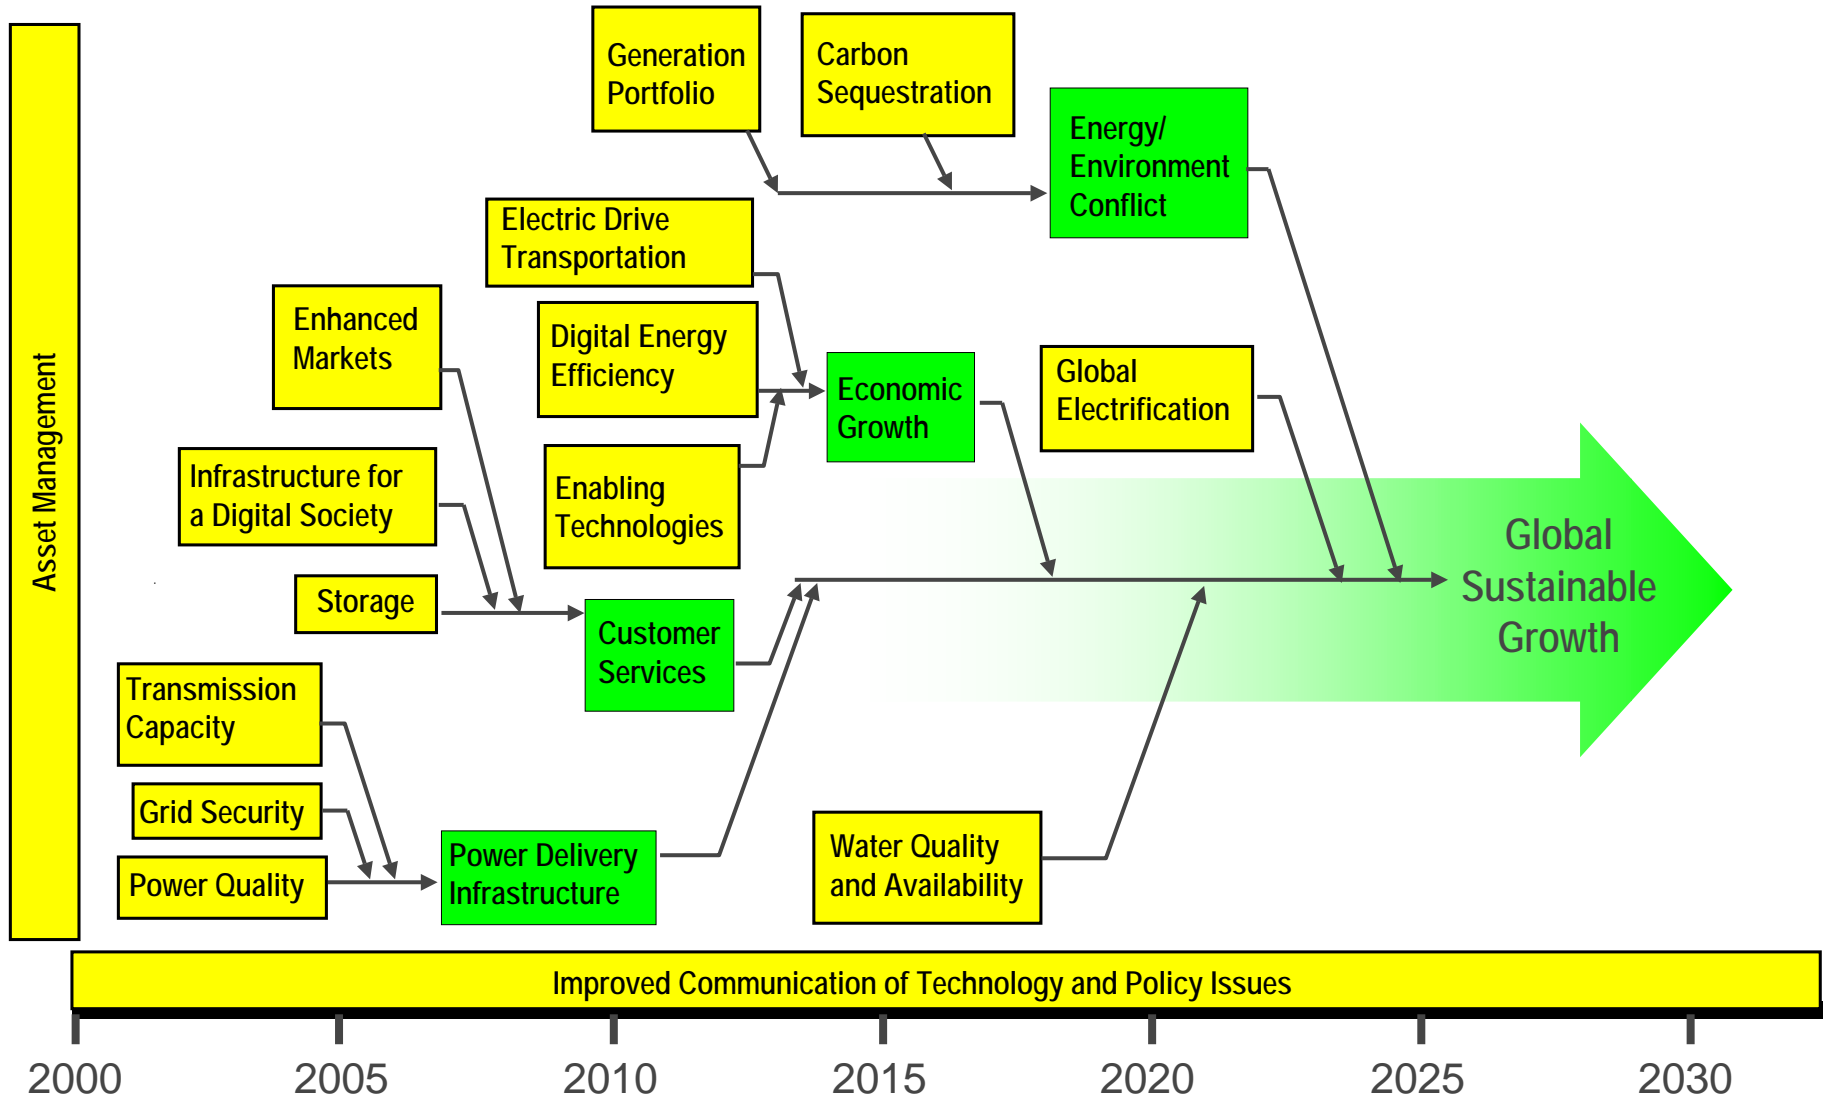 Generation
Portfolio
Carbon
Sequestration
Energy/
Environment
Conflict
Electric Drive
Transportation
Enhanced
Markets
Digital Energy
Efficiency
Economic
Growth
Global
Electrification
Asset Management
Infrastructure for
a Digital Society
Enabling
Technologies
Global
Sustainable
Growth
Storage
Customer
Services
Transmission
Capacity
Grid Security
Power Quality
Power Delivery
Infrastructure
Water Quality
and Availability
Improved Communication of Technology and Policy Issues
2000 2005 2010 2015 2020 2025 2030